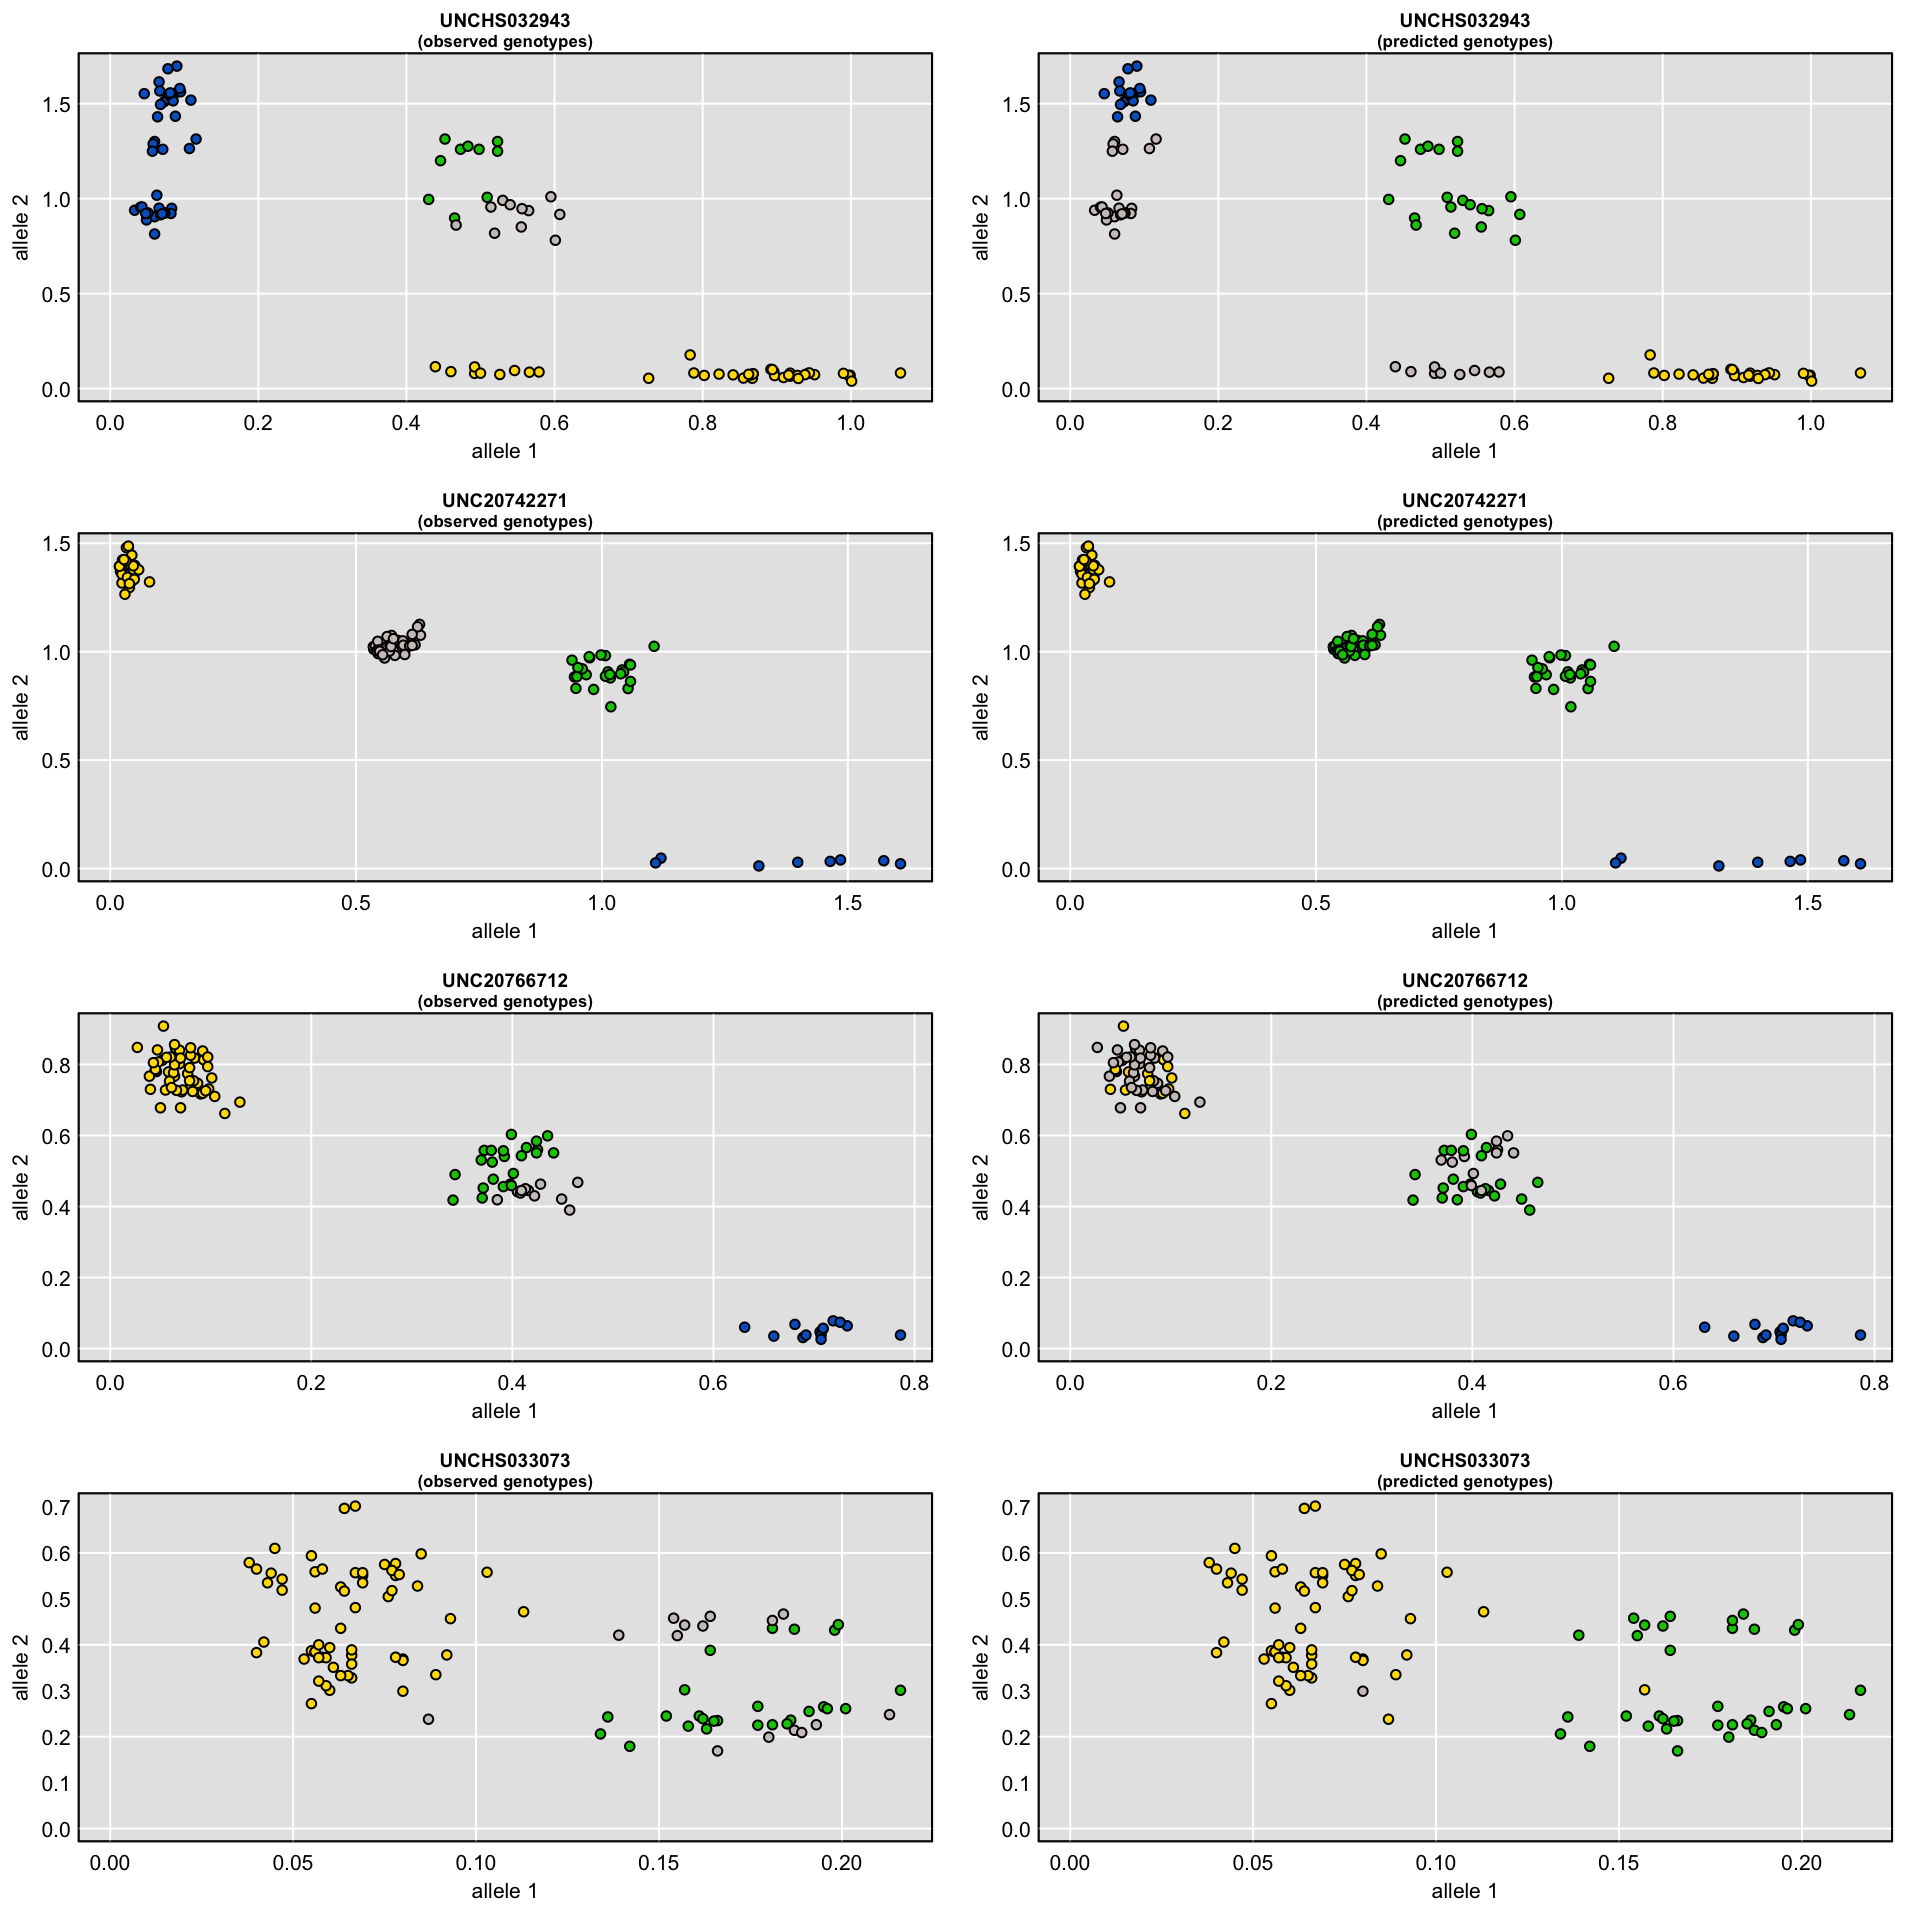 UNCHS032943
(observed genotypes)
1.5
1.0
0.5
0.0
allele 2
0.0 0.2 0.4 0.6 0.8 1.0
allele 1
UNCHS032943
(predicted genotypes)
1.5
1.0
0.5
0.0
allele 2
0.0 0.2 0.4 0.6 0.8 1.0
allele 1
UNC20742271
(observed genotypes)
1.5
1.0
0.5
0.0
allele 2
0.0 0.5 1.0 1.5
allele 1
UNC20742271
(predicted genotypes)
1.5
1.0
0.5
0.0
allele 2
0.0 0.5 1.0 1.5
allele 1
UNC20766712
(observed genotypes)
0.8
0.6
0.4
0.2
0.0
allele 2
0.0 0.2 0.4 0.6 0.8
allele 1
UNC20766712
(predicted genotypes)
0.8
0.6
0.4
0.2
0.0
allele 2
0.0 0.2 0.4 0.6 0.8
allele 1
UNCHS033073
(observed genotypes)
0.7
0.6
0.5
0.4
0.3
0.2
0.1
0.0
allele 2
0.00 0.05 0.10 0.15 0.20
allele 1
UNCHS033073
(predicted genotypes)
0.7
0.6
0.5
0.4
0.3
0.2
0.1
0.0
allele 2
0.00 0.05 0.10 0.15 0.20
allele 1